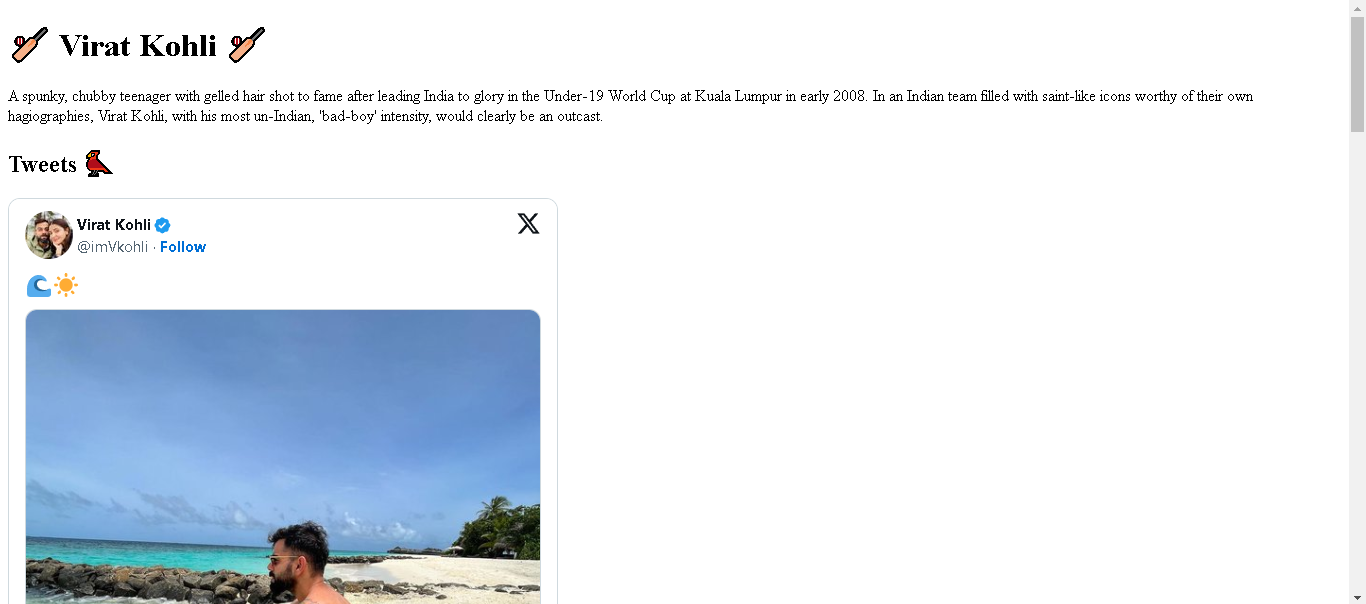 Virat Kohli
A spunky, chubby teenager with gelled hair shot to fame after leading India to glory in the Under-19 World Cup at Kuala Lumpur in early 2008. In an Indian team filled with saint-like icons worthy of their own
hagiographies, Virat Kohli, with his most un-Indian, 'bad-boy' intensity, would clearly be an outcast.
Tweets
Virat Kohli
@imVkohli · Follow